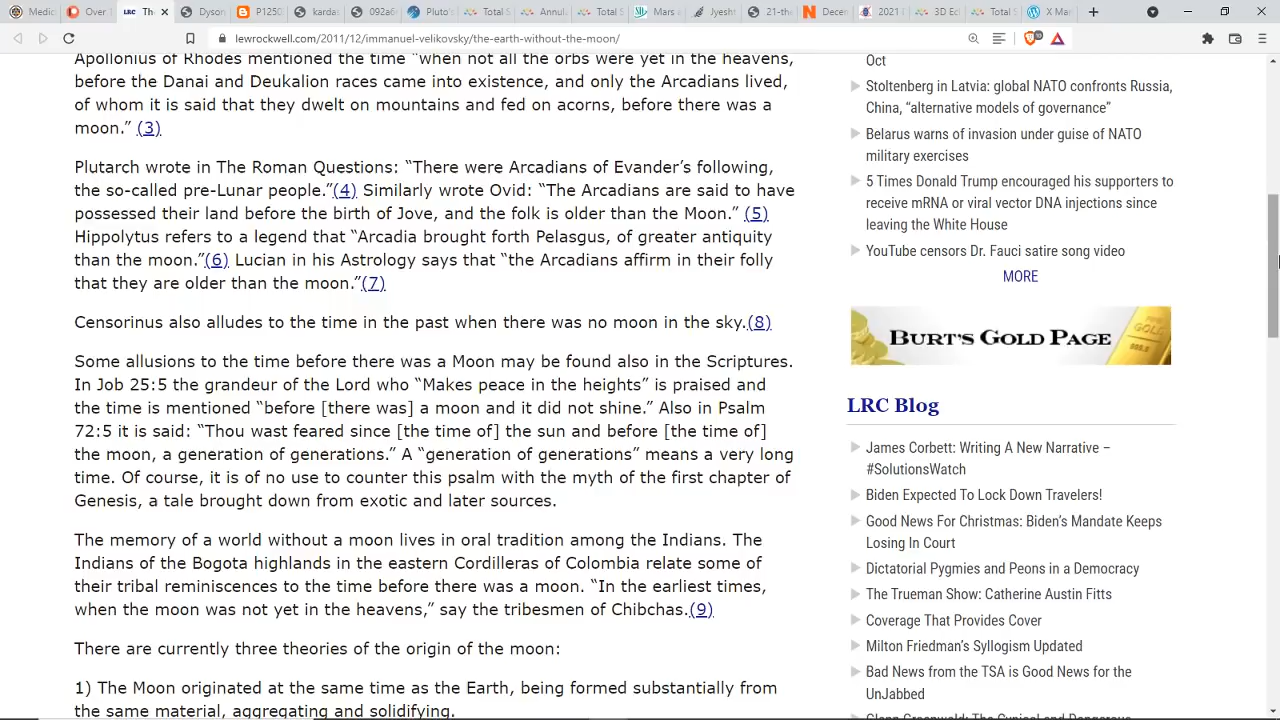 Medic
Over 1
LRC The
Dyson
P1250
kardas
092a6
Pluto's
Total S
Annula
Total S
Mars a
Jyesht
21-the
Decem
2021 (
3D Ecl
Total S
X Mar
lewrockwell.com/2011/12/immanuel-velikovsky/the-earth-without-the-moon/
Apollonius of Rhodes mentioned the time “when not all the orbs were yet in the heavens,
before the Danai and Deukalion races came into existence, and only the Arcadians lived,
of whom it is said that they dwelt on mountains and fed on acorns, before there was a
moon.” (3)
Plutarch wrote in The Roman Questions: “There were Arcadians of Evander’s following,
the so-called pre-Lunar people.”(4) Similarly wrote Ovid: “The Arcadians are said to have
possessed their land before the birth of Jove, and the folk is older than the Moon.” (5)
Hippolytus refers to a legend that “Arcadia brought forth Pelasgus, of greater antiquity
than the moon.”(6) Lucian in his Astrology says that “the Arcadians affirm in their folly
that they are older than the moon.”(7)
Censorinus also alludes to the time in the past when there was no moon in the sky.(8)
Some allusions to the time before there was a Moon may be found also in the Scriptures.
In Job 25:5 the grandeur of the Lord who “Makes peace in the heights” is praised and
the time is mentioned “before [there was] a moon and it did not shine.” Also in Psalm
72:5 it is said: “Thou wast feared since [the time of] the sun and before [the time of]
the moon, a generation of generations.” A “generation of generations” means a very long
time. Of course, it is of no use to counter this psalm with the myth of the first chapter of
Genesis, a tale brought down from exotic and later sources.
The memory of a world without a moon lives in oral tradition among the Indians. The
Indians of the Bogota highlands in the eastern Cordilleras of Colombia relate some of
their tribal reminiscences to the time before there was a moon. “In the earliest times,
when the moon was not yet in the heavens,” say the tribesmen of Chibchas.(9)
There are currently three theories of the origin of the moon:
1) The Moon originated at the same time as the Earth, being formed substantially from
the same material, aggregating and solidifying.
Oct
Stoltenberg in Latvia: global NATO confronts Russia,
China, “alternative models of governance”
Belarus warns of invasion under guise of NATO
military exercises
5 Times Donald Trump encouraged his supporters to
receive mRNA or viral vector DNA injections since
leaving the White House
YouTube censors Dr. Fauci satire song video
MORE
BURT'S GOLD PAGE
LRC Blog
James Corbett: Writing A New Narrative –
#SolutionsWatch
Biden Expected To Lock Down Travelers!
Good News For Christmas: Biden’s Mandate Keeps
Losing In Court
Dictatorial Pygmies and Peons in a Democracy
The Trueman Show: Catherine Austin Fitts
Coverage That Provides Cover
Milton Friedman’s Syllogism Updated
Bad News from the TSA is Good News for the
UnJabbed